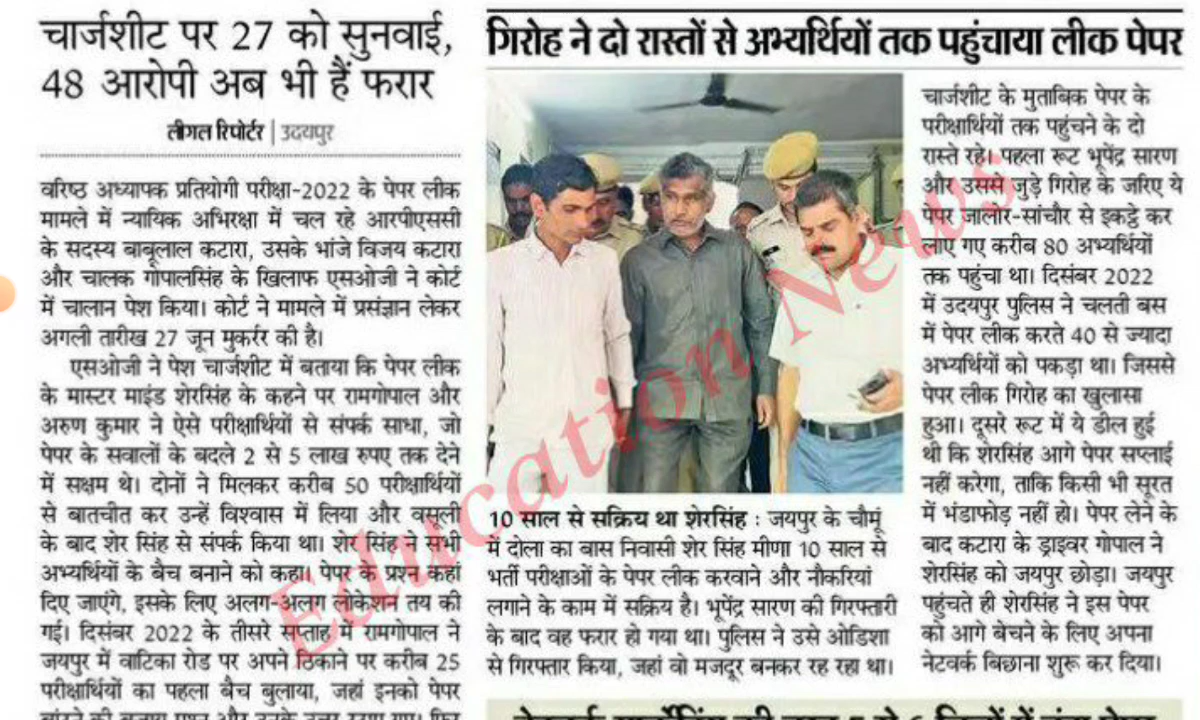 चार्जशीट पर 27 को सुनवाई,
48 आरोपी अब भी हैं फरार
लीगल रिपोर्टर | उदयपुर
वरिष्ठ अध्यापक प्रतियोगी परीक्षा-2022 के पेपर लीक
मामले में न्यायिक अभिरक्षा में चल रहे आरपीएससी
के सदस्य बाबूलाल कटारा, उसके भांजे विजय कटारा
और चालक गोपालसिंह के खिलाफ एसओजी ने कोर्ट
में चालान पेश किया। कोर्ट ने मामले में प्रसंज्ञान लेकर
अगली तारीख 27 जून मुकर्रर की है।
एसओजी ने पेश चार्जशीट में बताया कि पेपर लीक
के मास्टर माइंड शेरसिंह के कहने पर रामगोपाल और
अरुण कुमार ने ऐसे परीक्षार्थियों से संपर्क साधा, जो
पेपर के सवालों के बदले 2 से 5 लाख रुपए तक देने
में सक्षम थे। दोनों ने मिलकर करीब 50 परीक्षार्थियों
से बातचीत कर उन्हें विश्वास में लिया और वसूली
के बाद शेर सिंह से संपर्क किया था। शेर सिंह ने सभी
अभ्यर्थियों के बैच बनाने को कहा। पेपर के प्रश्न कहां
दिए जाएंगे, इसके लिए अलग-अलग लोकेशन तय की
गई। दिसंबर 2022 के तीसरे सप्ताह में रामगोपाल ने
जयपुर में वाटिका रोड पर अपने ठिकाने पर करीब 25
परीक्षार्थियों का पहला बैच बुलाया, जहां इनको पेपर
गिरोह ने दो रास्तों से अभ्यर्थियों तक पहुंचाया लीक पेपर
10 साल से सक्रिय था शेरसिंह : जयपुर के चौमूं
में दोला का बास निवासी शेर सिंह मीणा 10 साल से
भर्ती परीक्षाओं के पेपर लीक करवाने और नौकरियां
लगाने के काम में सक्रिय है। भूपेंद्र सारण की गिरफ्तारी
के बाद वह फरार हो गया था। पुलिस ने उसे ओडिशा
से गिरफ्तार किया, जहां वो मजदूर बनकर रह रहा था।
चार्जशीट के मुताबिक पेपर के
परीक्षार्थियों तक पहुंचने के दो
रास्ते रहे। पहला रूट भूपेंद्र सारण
और उससे जुड़े गिरोह के जरिए ये
पेपर जालोर-सांचौर से इकट्ठे कर
लाए गए करीब 80 अभ्यर्थियों
तक पहुंचा था। दिसंबर 2022
में उदयपुर पुलिस ने चलती बस
में पेपर लीक करते 40 से ज्यादा
अभ्यर्थियों को पकड़ा था। जिससे
पेपर लीक गिरोह का खुलासा
हुआ। दूसरे रूट में ये डील हुई
थी कि शेरसिंह आगे पेपर सप्लाई
नहीं करेगा, ताकि किसी भी सूरत
में भंडाफोड़ नहीं हो। पेपर लेने के
बाद कटारा के ड्राइवर गोपाल ने
शेरसिंह को जयपुर छोड़ा। जयपुर
पहुंचते ही शेरसिंह ने इस पेपर
को आगे बेचने के लिए अपना
नेटवर्क बिछाना शुरू कर दिया।
Education News